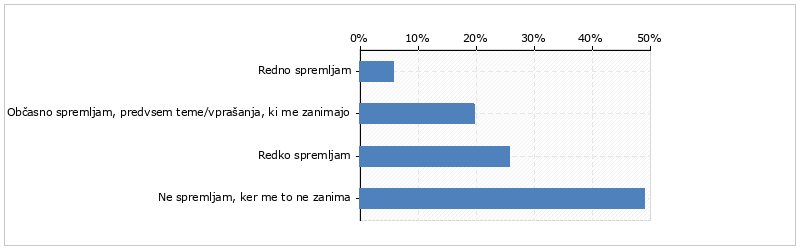 0% 10% 20% 30% 40% 50%
Redno spremljam
Občasno spremljam, predvsem teme/vprašanja, ki me zanimajo
Redko spremljam
Ne spremljam, ker me to ne zanima